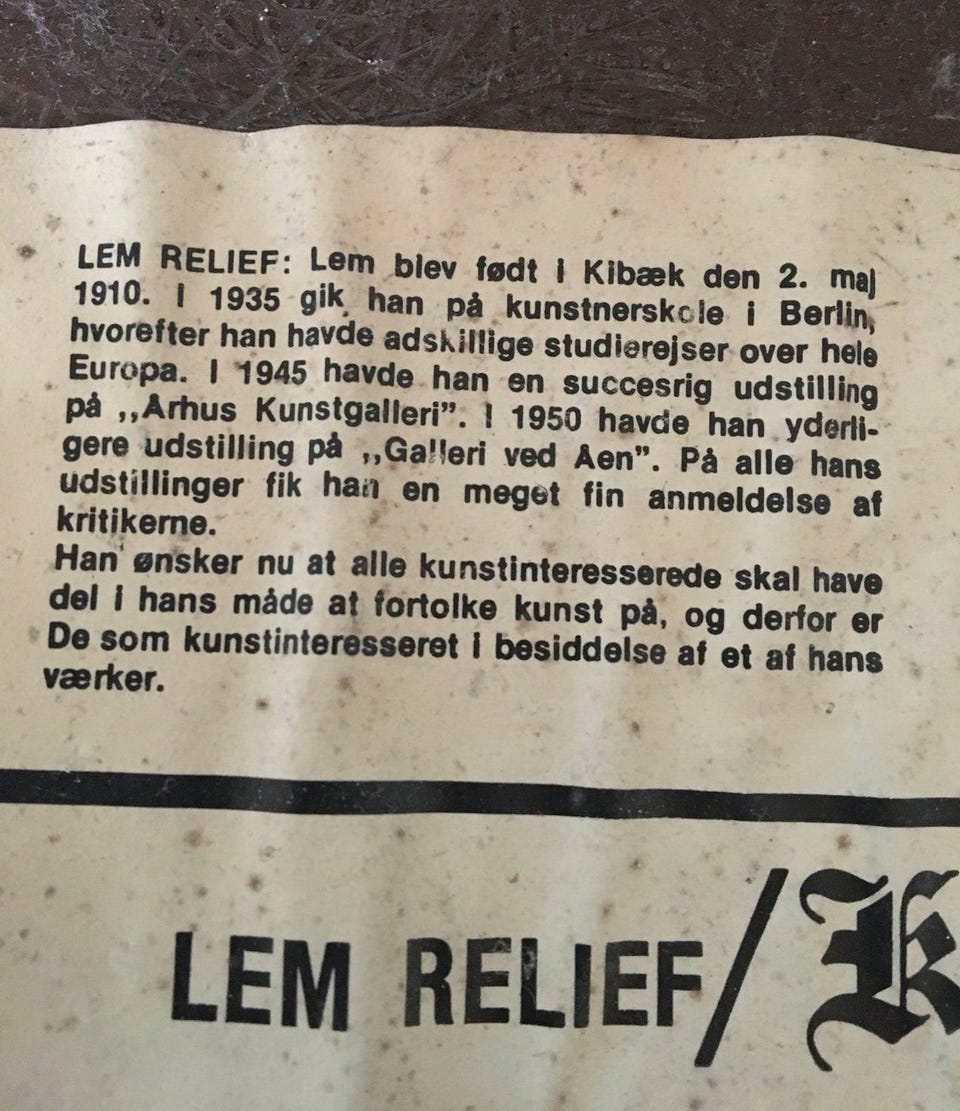 LEM RELIEF: Lem blev født i Kibæk den 2. maj
1910. I 1935 gik han på kunstnerskole i Berlin,
hvorefter han havde adskillige studierejser over hele
Europa. I 1945 havde han en succesrig udstilling
på ,,Arhus Kunstgalleri”. I 1950 havde han yderli-
gere udstilling på ,,Galleri ved Aen”. På alle hans
udstillinger fik han en meget fin anmeldelse af
kritikerne.
Han ønsker nu at alle kunstinteresserede skal have
del i hans måde at fortolke kunst på, og derfor er
De som kunstinteresseret i besiddelse af et af hans
værker.
LEM RELIEF/K